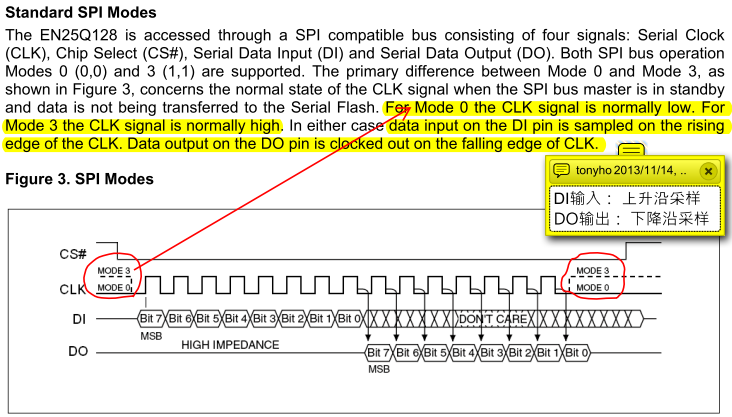 Standard SPI Modes
The EN25Q128 is accessed through a SPI compatible bus consisting of four signals: Serial Clock
(CLK), Chip Select (CS#), Serial Data Input (DI) and Serial Data Output (DO). Both SPI bus operation
Modes 0 (0,0) and 3 (1,1) are supported. The primary difference between Mode 0 and Mode 3, as
shown in Figure 3, concerns the normal state of the CLK signal when the SPI bus master is in standby
and data is not being transferred to the Serial Flash. For Mode 0 the CLK signal is normally low. For
Mode 3 the CLK signal is normally high. In either case data input on the DI pin is sampled on the rising
edge of the CLK. Data output on the DO pin is clocked out on the falling edge of CLK.
tonyho 2013/11/14, ..
DI输入 : 上升沿采样
DO输出 : 下降沿采样
Figure 3. SPI Modes
CS#
MODE 3 MODE 3
CLK MODE 0 MODE 0
DI Bit 7 Bit 6 Bit 5 Bit 4 Bit 3 Bit 2 Bit 1 Bit 0 DON'T CARE
MSB
DO HIGH IMPEDANCE Bit 7 Bit 6 Bit 5 Bit 4 Bit 3 Bit 2 Bit 1 Bit 0
MSB